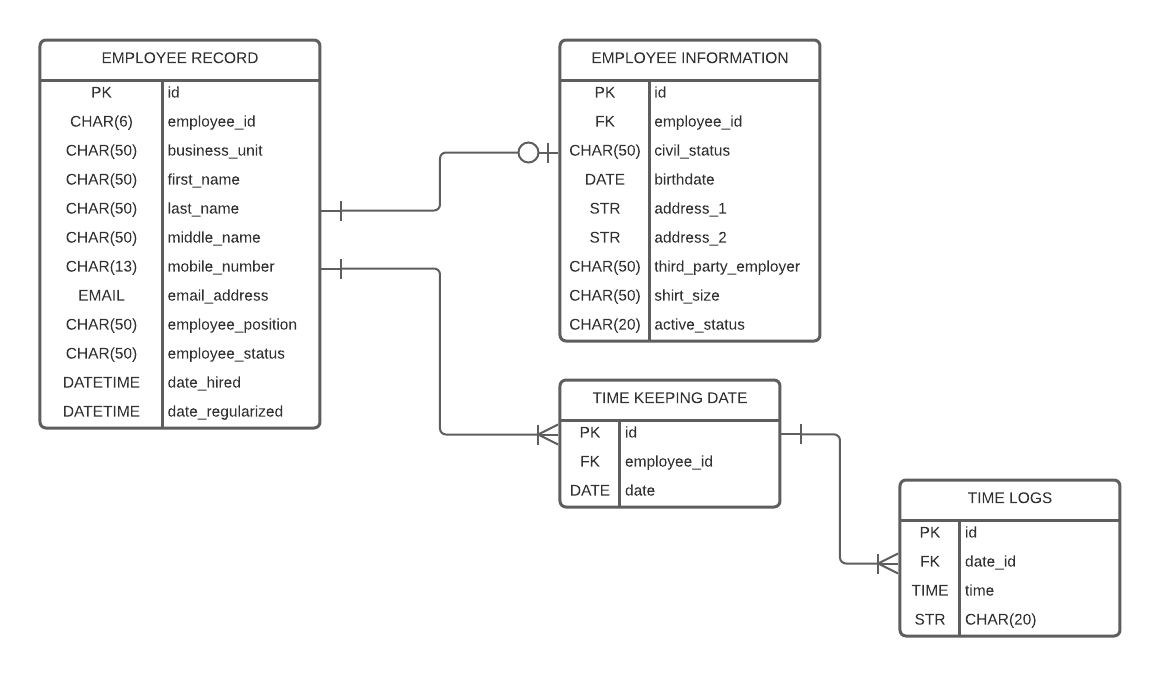 EMPLOYEE RECORD
PK id
CHAR(6) employee_id
CHAR(50) business_unit
CHAR(50) first_name
CHAR(50) last_name
CHAR(50) middle_name
CHAR(13) mobile_number
EMAIL email_address
CHAR(50) employee_position
CHAR(50) employee_status
DATETIME date_hired
DATETIME date_regularized
EMPLOYEE INFORMATION
PK id
FK employee_id
CHAR(50) civil_status
DATE birthdate
STR address_1
STR address_2
CHAR(50) third_party_employer
CHAR(50) shirt_size
CHAR(20) active_status
TIME KEEPING DATE
PK id
FK employee_id
DATE date
TIME LOGS
PK id
FK date_id
TIME time
STR CHAR(20)